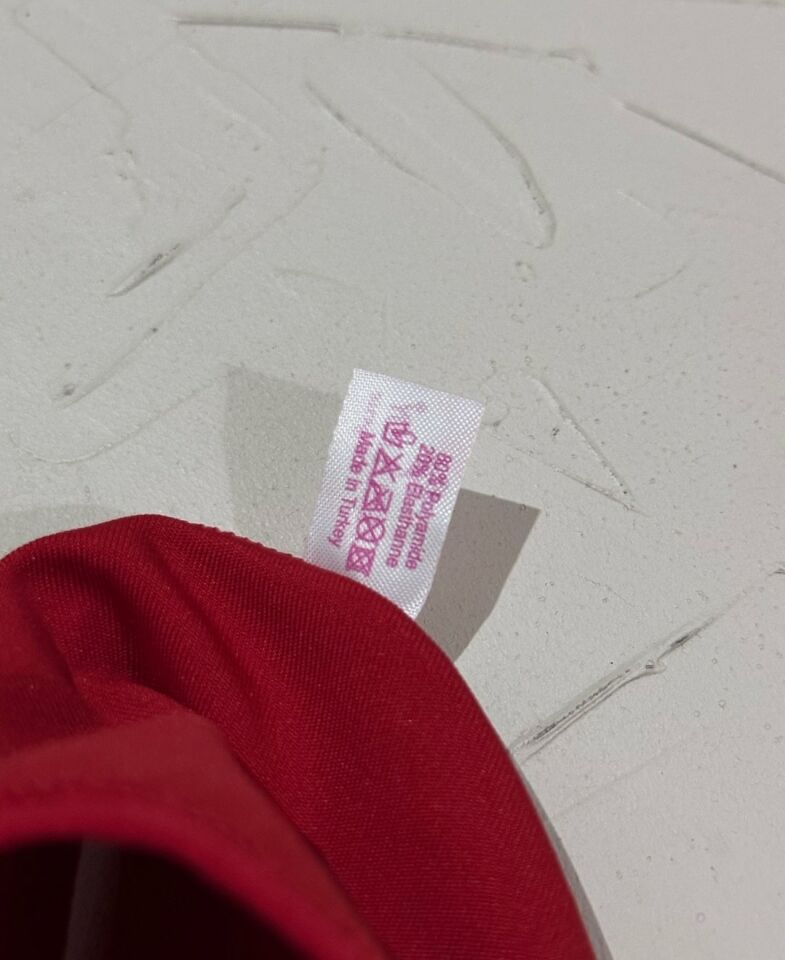 80% Polyamide
20% Elasthanne
Made in Turkey